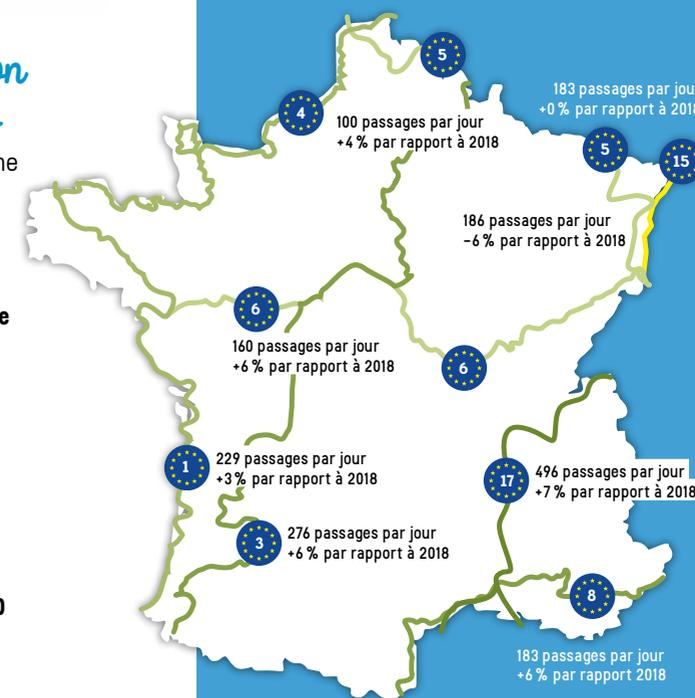 5
4
183 passages par jou
+0 % par rapport à 2018
100 passages par jour
+4 % par rapport à 2018
5
15
186 passages par jour
-6 % par rapport à 2018
6
160 passages par jour
+6 % par rapport à 2018
6
1
229 passages par jour
+3 % par rapport à 2018
17
496 passages par jour
+7 % par rapport à 2018
3
276 passages par jour
+6 % par rapport à 2018
8
183 passages par jour
+6 % par rapport à 2018